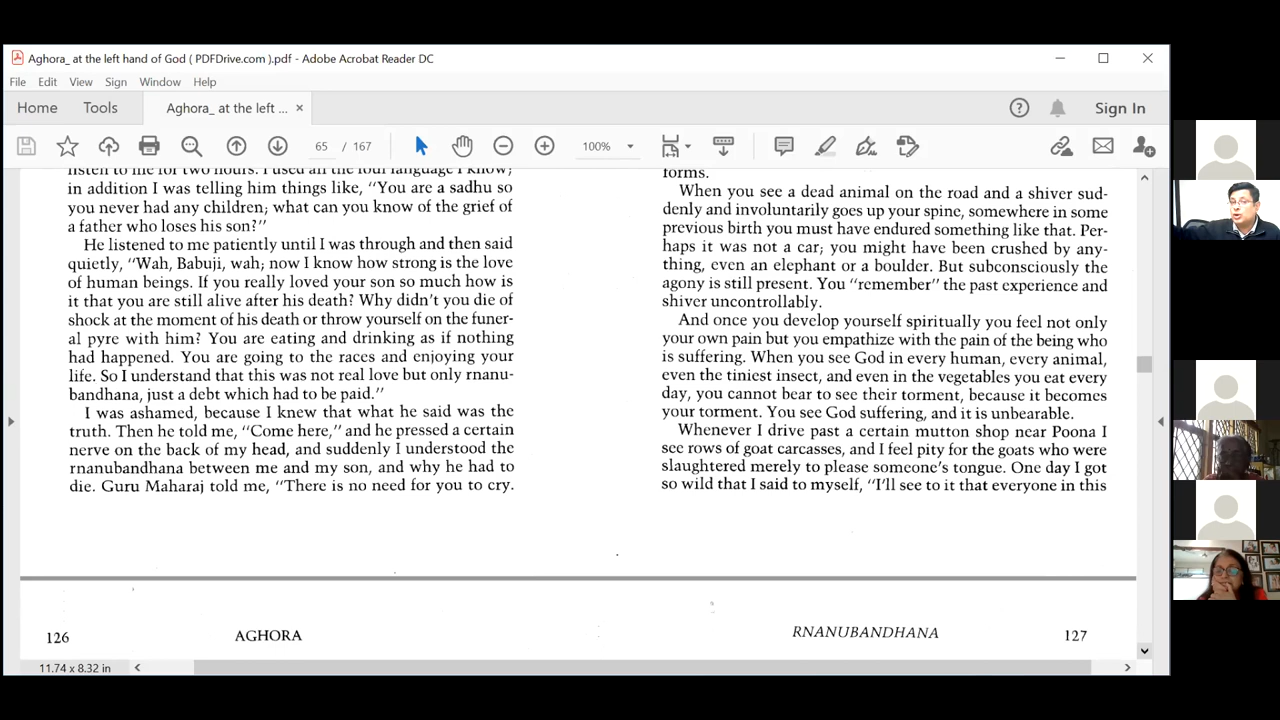 Aghora_ at the left hand of God ( PDFDrive.com ).pdf - Adobe Acrobat Reader DC
File Edit View Sign Window Help
Home Tools Aghora_ at the left ... × Sign In
65 / 167 100%
listen to me for two hours. I used all the foul language I know;
in addition I was telling him things like, “You are a sadhu so
you never had any children; what can you know of the grief of
a father who loses his son?”
He listened to me patiently until I was through and then said
quietly, “Wah, Babuji, wah; now I know how strong is the love
of human beings. If you really loved your son so much how is
it that you are still alive after his death? Why didn’t you die of
shock at the moment of his death or throw yourself on the funer-
al pyre with him? You are eating and drinking as if nothing
had happened. You are going to the races and enjoying your
life. So I understand that this was not real love but only rnanu-
bandhana, just a debt which had to be paid.”
I was ashamed, because I knew that what he said was the
truth. Then he told me, “Come here,” and he pressed a certain
nerve on the back of my head, and suddenly I understood the
rnanubandhana between me and my son, and why he had to
die. Guru Maharaj told me, “There is no need for you to cry.
forms.
When you see a dead animal on the road and a shiver sud-
denly and involuntarily goes up your spine, somewhere in some
previous birth you must have endured something like that. Per-
haps it was not a car; you might have been crushed by any-
thing, even an elephant or a boulder. But subconsciously the
agony is still present. You “remember” the past experience and
shiver uncontrollably.
And once you develop yourself spiritually you feel not only
your own pain but you empathize with the pain of the being who
is suffering. When you see God in every human, every animal,
even the tiniest insect, and even in the vegetables you eat every
day, you cannot bear to see their torment, because it becomes
your torment. You see God suffering, and it is unbearable.
Whenever I drive past a certain mutton shop near Poona I
see rows of goat carcasses, and I feel pity for the goats who were
slaughtered merely to please someone’s tongue. One day I got
so wild that I said to myself, “I’ll see to it that everyone in this
126 AGHORA
RNANUBANDHANA 127
11.74 x 8.32 in